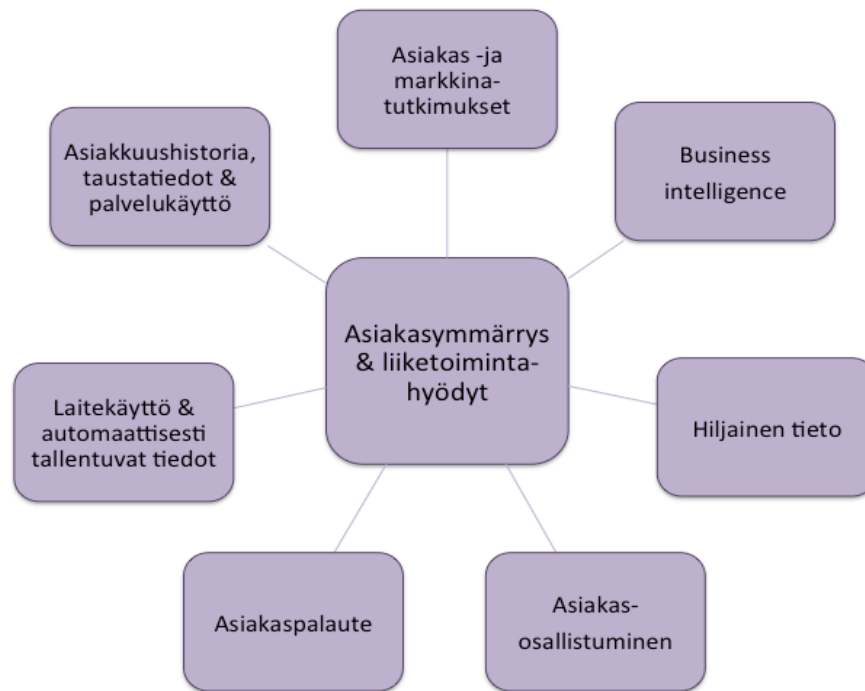 Asiakas -ja
markkina-
tutkimukset
Business
intelligence
Hiljainen tieto
Asiakas-
osallistuminen
Asiakaspalaute
Laitekäyttö &
automaattisesti
tallentuvat tiedot
Asiakkuushistoria,
taustatiedot &
palvelukäyttö
Asiakasymmärrys
& liiketoiminta-
hyödyt